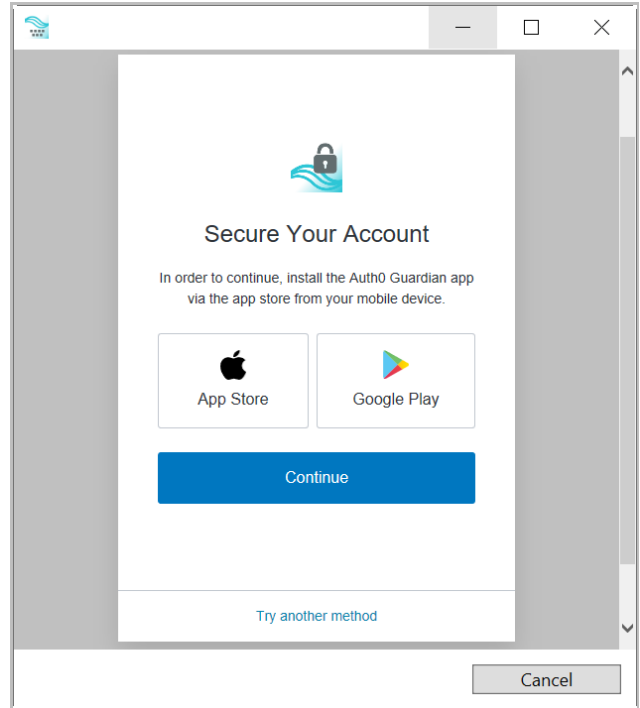 Secure Your Account
In order to continue, install the Auth0 Guardian app
via the app store from your mobile device.
App Store
Google Play
Continue
Try another method
Cancel